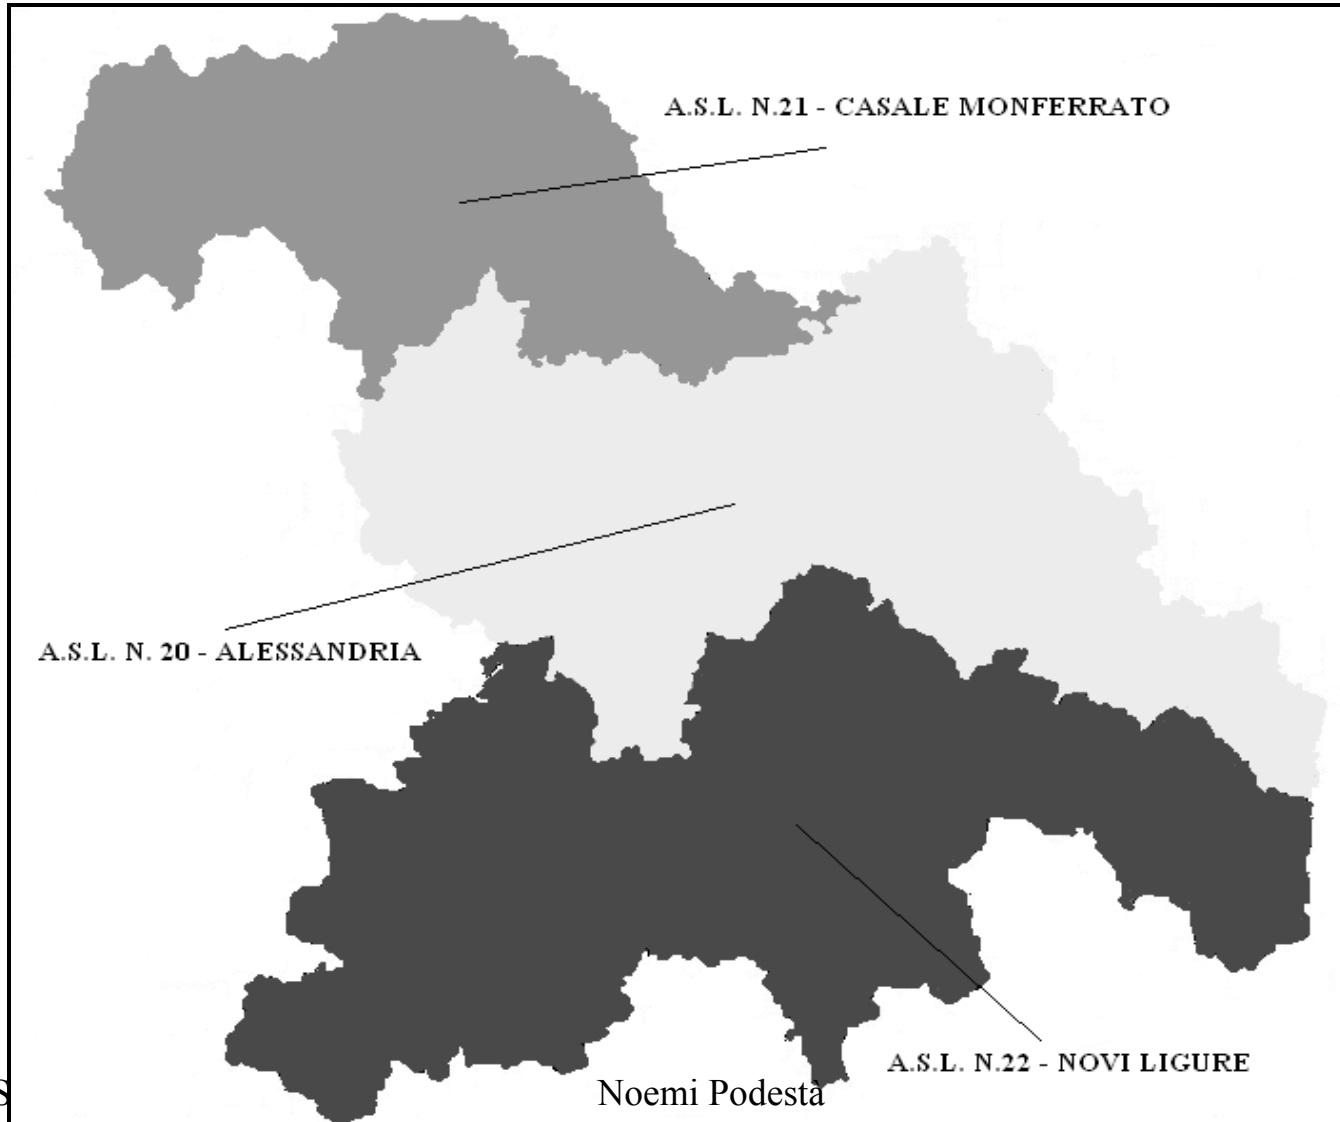 A.S.L. N.21 - CASALE MONFERRATO
A.S.L. N. 20 - ALESSANDRIA
A.S.L. N.22 - NOVI LIGURE
Noemi Podestà